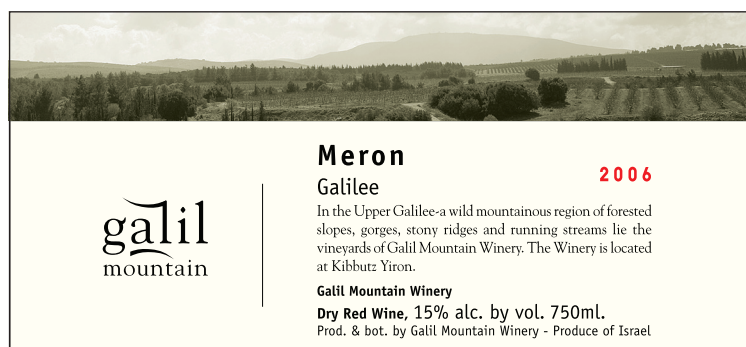 galil
mountain
Meron
2006
Galilee
In the Upper Galilee-a wild mountainous region of forested
slopes, gorges, stony ridges and running streams lie the
vineyards of Galil Mountain Winery. The Winery is located
at Kibbutz Yiron.
Galil Mountain Winery
Dry Red Wine, 15% alc. by vol. 750ml.
Prod. & bot. by Galil Mountain Winery - Produce of Israel